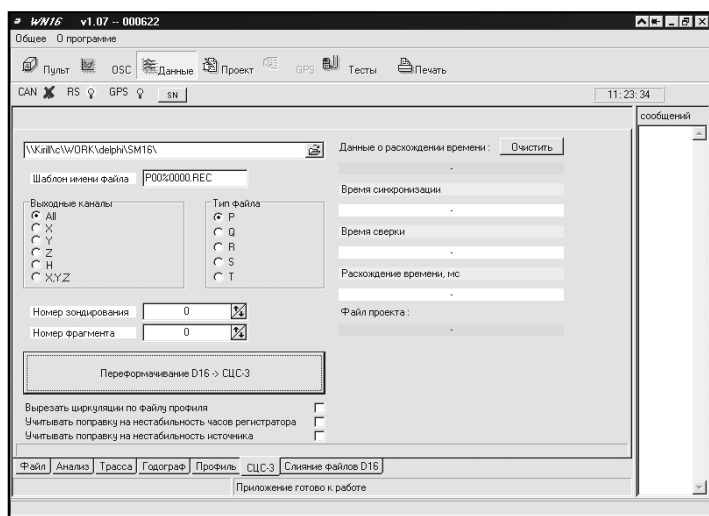 WN16 v1.07 -- 000622
Общее О программе
Пульт OSC Данные Проект GPS Тесты Печать
CAN RS GPS SN 11:23:34
сообщений
\\Kirill\c\WORK\delphi\SM16\ Данные о расхождении времени : Очистить
-
Шаблон имени файла P00%0000.REC
Время синхронизации
-
Выходные каналы Тип файла
All P
X Q
Y R
Z S
H T
X,Y,Z
Время сверки
-
Расхождение времени, мс
-
Номер зондирования 0 Файл проекта :
Номер фрагмента 0 -
Переформачивание D16 -> СЦС-3
Вырезать циркуляции по файлу профиля
Учитывать поправку на нестабильность часов регистратора
Учитывать поправку на нестабильность источника
Файл Анализ Трасса Годограф Профиль СЦС-3 Слияние файлов D16
Приложение готово к работе